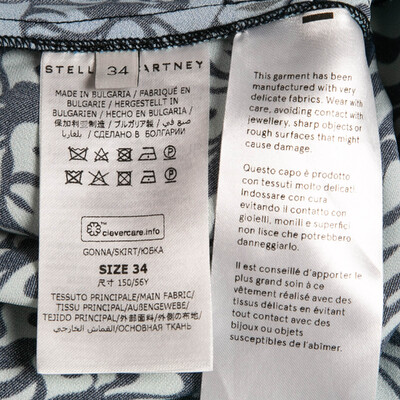 STELL 34 ARTNEY
MADE IN BULGARIA / FABRIQUÉ EN
BULGARIE / HERGESTELLT IN
BULGARIEN / HECHO EN BULGARIA /
保加利亚制造 / ブルガリア製 / صنع في
بلغاريا / СДЕЛАНО В БОЛГАРИИ
clevercare.info
GONNA/SKIRT/ЮБКА
SIZE 34
尺寸 150/56Y
TESSUTO PRINCIPALE/MAIN FABRIC/
TISSU PRINCIPAL/AUßENGEWEBE/
TEJIDO PRINCIPAL/外部面料/外側の布地/
القماش الخارجي/ОСНОВНАЯ ТКАНЬ
This garment has been
manufactured with very
delicate fabrics. Wear with
care, avoiding contact with
jewellery, sharp objects or
rough surfaces that might
cause damage.
Questo capo è prodotto
con tessuti molto delicati.
Indossare con cura
evitando il contatto con
gioielli, monili e superfici
non lisce che potrebbero
danneggiarlo.
Il est conseillé d'apporter le
plus grand soin à ce
vêtement réalisé avec des
tissus délicats en évitant
tout contact avec des
bijoux ou objets
susceptibles de l'abîmer.